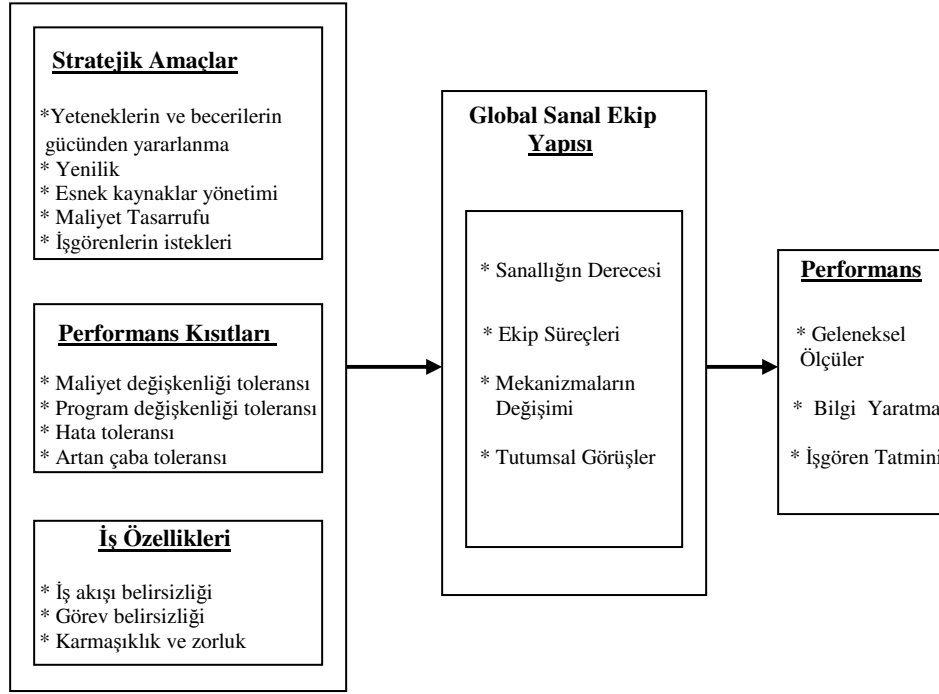 Stratejik Amaçlar
*Yeteneklerin ve becerilerin
gücünden yararlanma
* Yenilik
* Esnek kaynaklar yönetimi
* Maliyet Tasarrufu
* İşgörenlerin istekleri
Performans Kısıtları
* Maliyet değişkenliği toleransı
* Program değişkenliği toleransı
* Hata toleransı
* Artan çaba toleransı
İş Özellikleri
* İş akışı belirsizliği
* Görev belirsizliği
* Karmaşıklık ve zorluk
Global Sanal Ekip
Yapısı
* Sanallığın Derecesi
* Ekip Süreçleri
* Mekanizmaların
Değişimi
* Tutumsal Görüşler
Performans
* Geleneksel
Ölçüler
* Bilgi Yaratma
* İşgören Tatmini